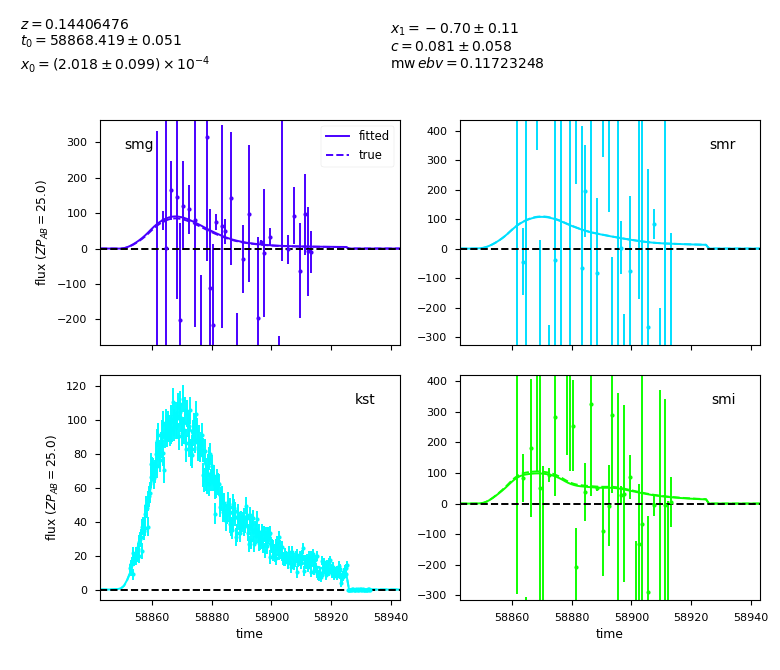 z = 0.14406476
t₀ = 58868.419 ± 0.051
x₀ = (2.018 ± 0.099) × 10⁻⁴
x₁ = −0.70 ± 0.11
c = 0.081 ± 0.058
mw ebv = 0.11723248
smg
fitted
true
300
200
100
0
−100
−200
flux (ZP_AB = 25.0)
smr
400
300
200
100
0
−100
−200
−300
kst
120
100
80
60
40
20
0
flux (ZP_AB = 25.0)
58860
58880
58900
58920
58940
time
smi
400
300
200
100
0
−100
−200
−300
58860
58880
58900
58920
58940
time